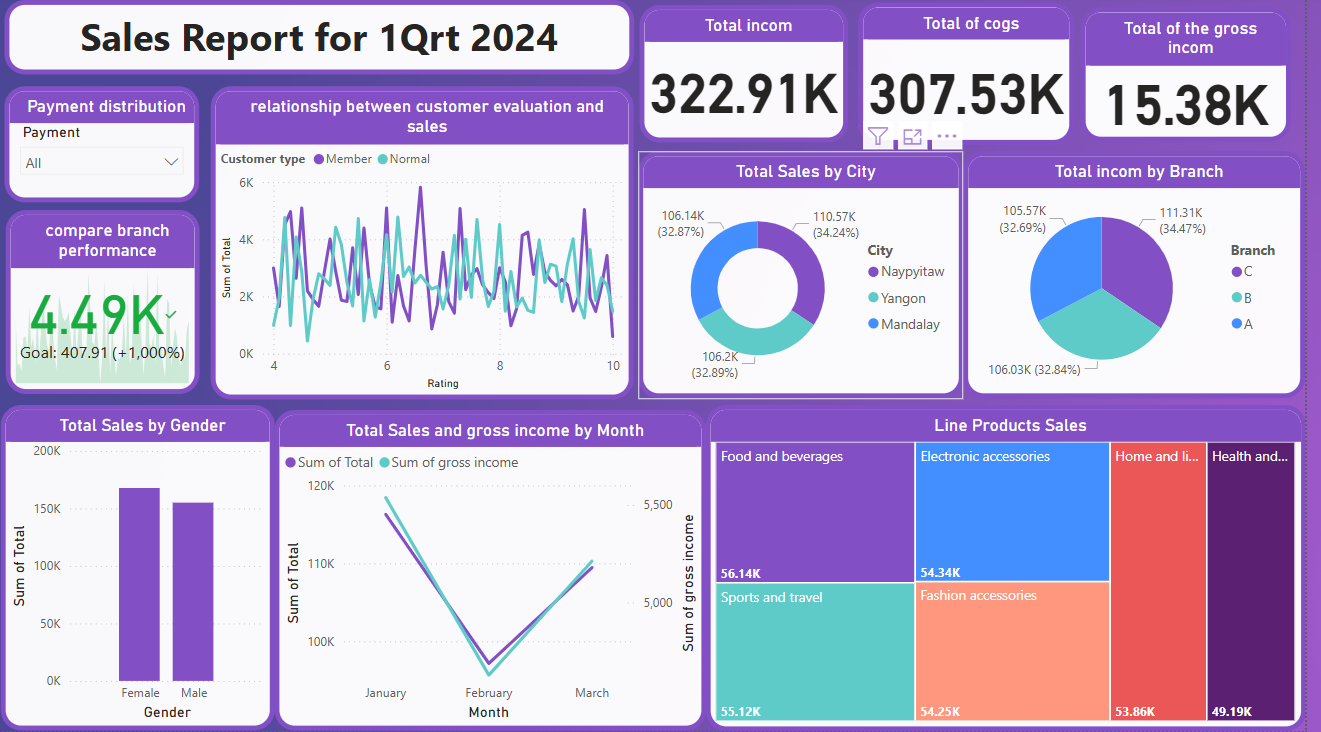 Sales Report for 1Qrt 2024
Total incom
322.91K
Total of cogs
307.53K
Total of the gross
incom
15.38K
Payment distribution
Payment
All
relationship between customer evaluation and
sales
Customer type Member Normal
6K
4K
2K
0K
Sum of Total
4 6 8 10
Rating
compare branch
performance
4.49K
Goal: 407.91 (+1,000%)
Total Sales by City
106.14K
(32.87%)
110.57K
(34.24%)
106.2K
(32.89%)
City
Naypyitaw
Yangon
Mandalay
Total incom by Branch
105.57K
(32.69%)
111.31K
(34.47%)
106.03K (32.84%)
Branch
C
B
A
Total Sales by Gender
200K
150K
100K
50K
0K
Sum of Total
Female Male
Gender
Total Sales and gross income by Month
Sum of Total Sum of gross income
120K
110K
100K
Sum of Total
5,500
5,000
Sum of gross income
January February March
Month
Line Products Sales
Food and beverages
56.14K
Sports and travel
55.12K
Electronic accessories
54.34K
Fashion accessories
54.25K
Home and li...
53.86K
Health and...
49.19K